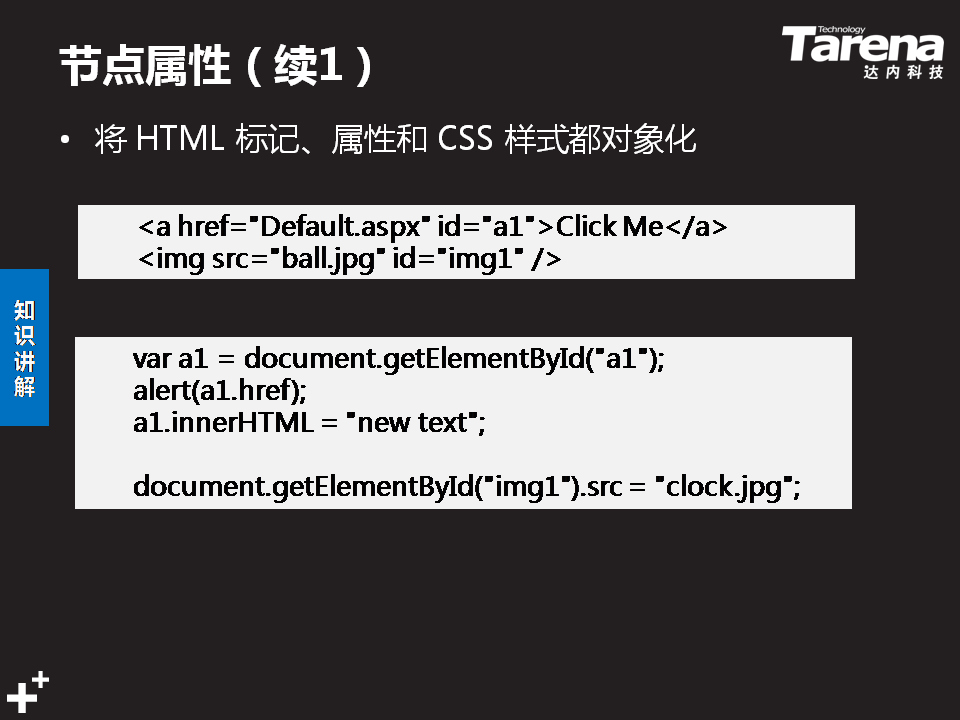 节点属性（续1）
Technology
Tarena
达内科技
• 将 HTML 标记、属性和 CSS 样式都对象化
<a href="Default.aspx" id="a1">Click Me</a>
<img src="ball.jpg" id="img1" />
知识讲解
var a1 = document.getElementById("a1");
alert(a1.href);
a1.innerHTML = "new text";
document.getElementById("img1").src = "clock.jpg";